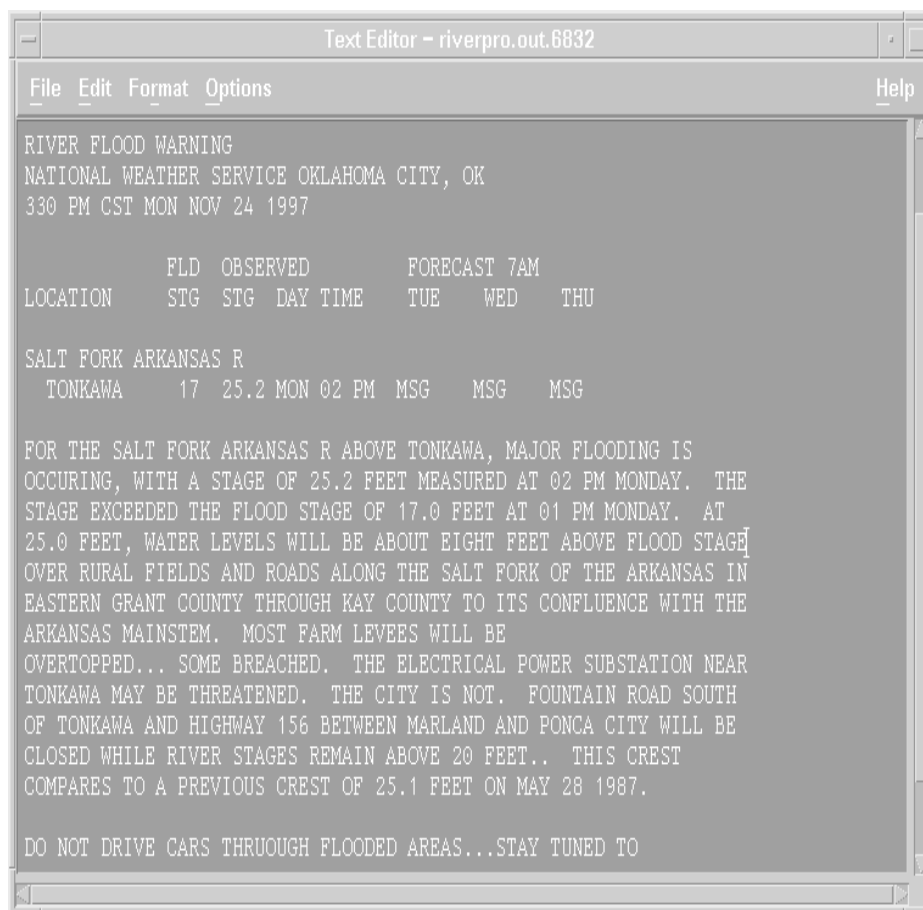 Text Editor – riverpro.out.6832
File Edit Format Options Help
RIVER FLOOD WARNING
NATIONAL WEATHER SERVICE OKLAHOMA CITY, OK
330 PM CST MON NOV 24 1997
FLD OBSERVED FORECAST 7AM
LOCATION STG STG DAY TIME TUE WED THU
SALT FORK ARKANSAS R
TONKAWA 17 25.2 MON 02 PM MSG MSG MSG
FOR THE SALT FORK ARKANSAS R ABOVE TONKAWA, MAJOR FLOODING IS
OCCURING, WITH A STAGE OF 25.2 FEET MEASURED AT 02 PM MONDAY. THE
STAGE EXCEEDED THE FLOOD STAGE OF 17.0 FEET AT 01 PM MONDAY. AT
25.0 FEET, WATER LEVELS WILL BE ABOUT EIGHT FEET ABOVE FLOOD STAGE
OVER RURAL FIELDS AND ROADS ALONG THE SALT FORK OF THE ARKANSAS IN
EASTERN GRANT COUNTY THROUGH KAY COUNTY TO ITS CONFLUENCE WITH THE
ARKANSAS MAINSTEM. MOST FARM LEVEES WILL BE
OVERTOPPED... SOME BREACHED. THE ELECTRICAL POWER SUBSTATION NEAR
TONKAWA MAY BE THREATENED. THE CITY IS NOT. FOUNTAIN ROAD SOUTH
OF TONKAWA AND HIGHWAY 156 BETWEEN MARLAND AND PONCA CITY WILL BE
CLOSED WHILE RIVER STAGES REMAIN ABOVE 20 FEET.. THIS CREST
COMPARES TO A PREVIOUS CREST OF 25.1 FEET ON MAY 28 1987.
DO NOT DRIVE CARS THRUOUGH FLOODED AREAS...STAY TUNED TO